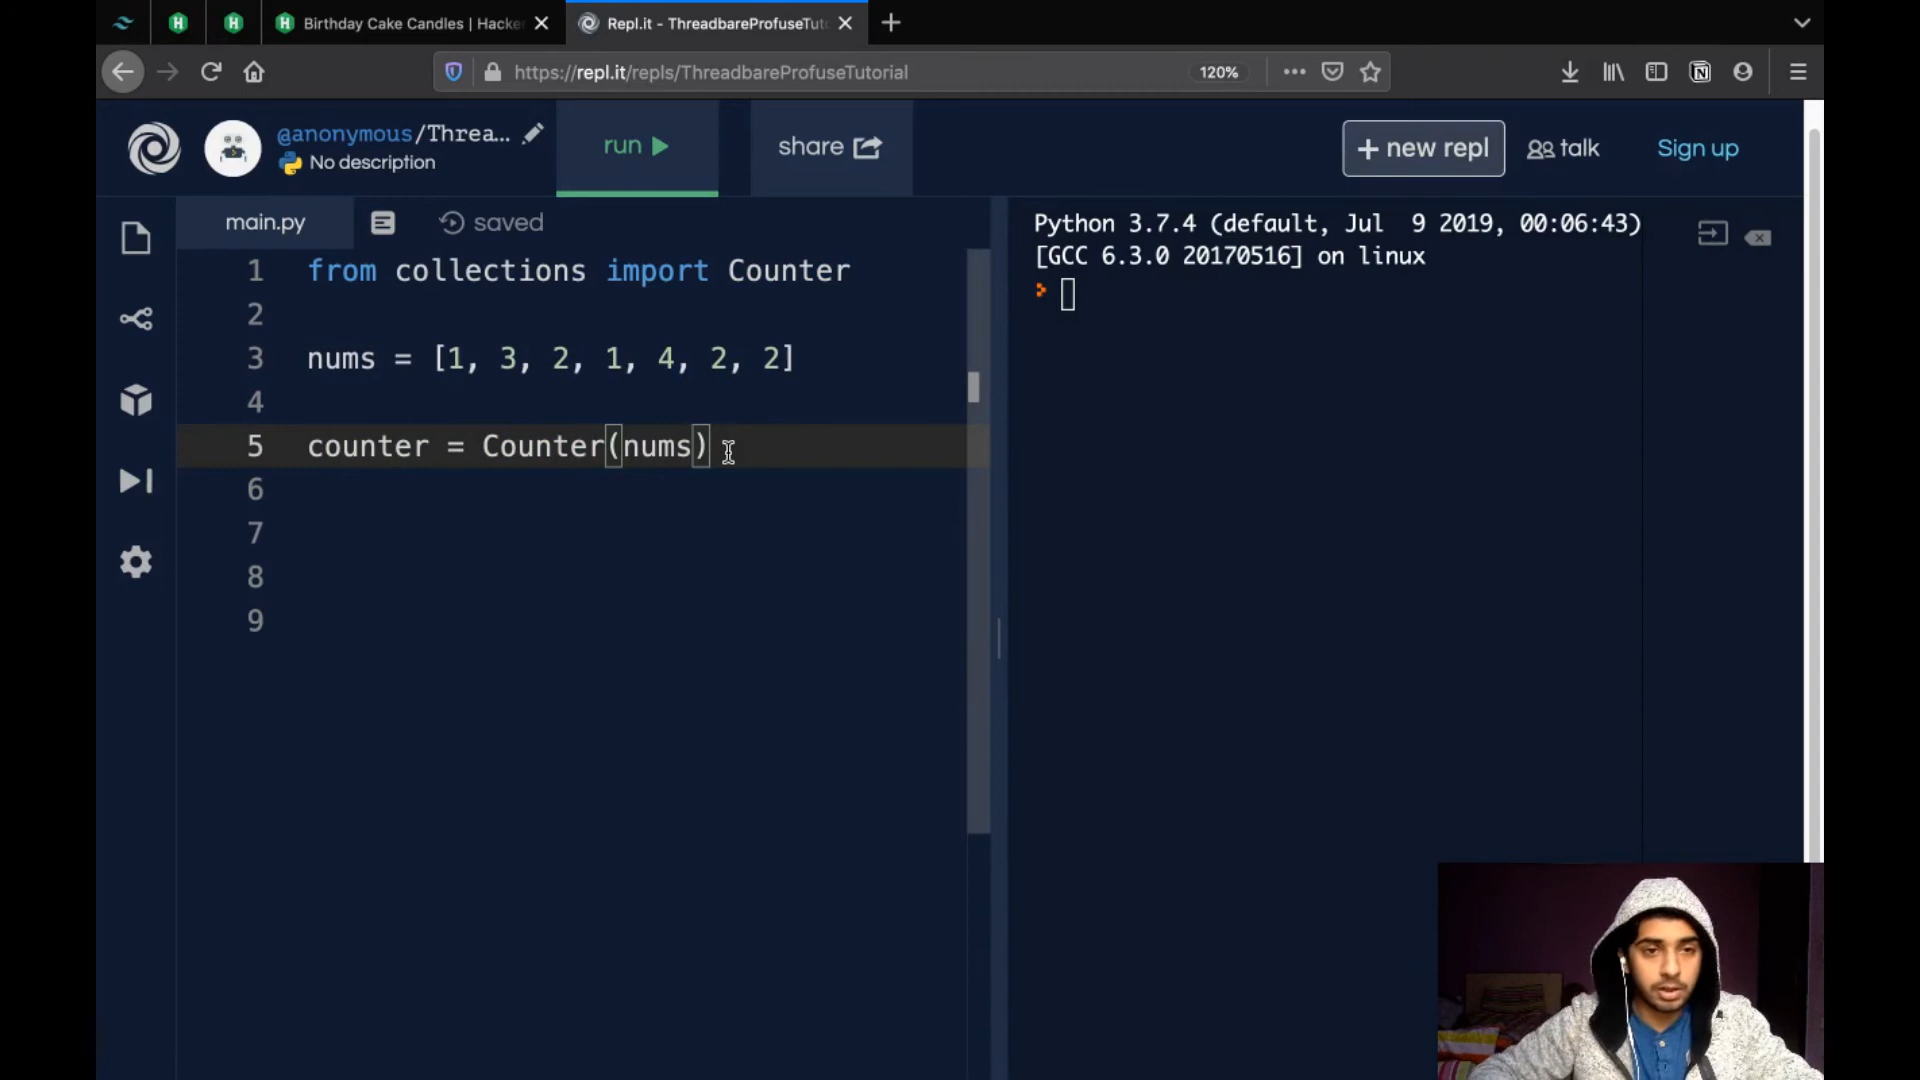 Birthday Cake Candles | Hacker
Repl.it - ThreadbareProfuseTut
https://repl.it/repls/ThreadbareProfuseTutorial
120%
@anonymous/Threa...
No description
run
share
+ new repl
talk
Sign up
main.py
saved
1 from collections import Counter
2
3 nums = [1, 3, 2, 1, 4, 2, 2]
4
5 counter = Counter(nums)
6
7
8
9
Python 3.7.4 (default, Jul  9 2019, 00:06:43)
[GCC 6.3.0 20170516] on linux